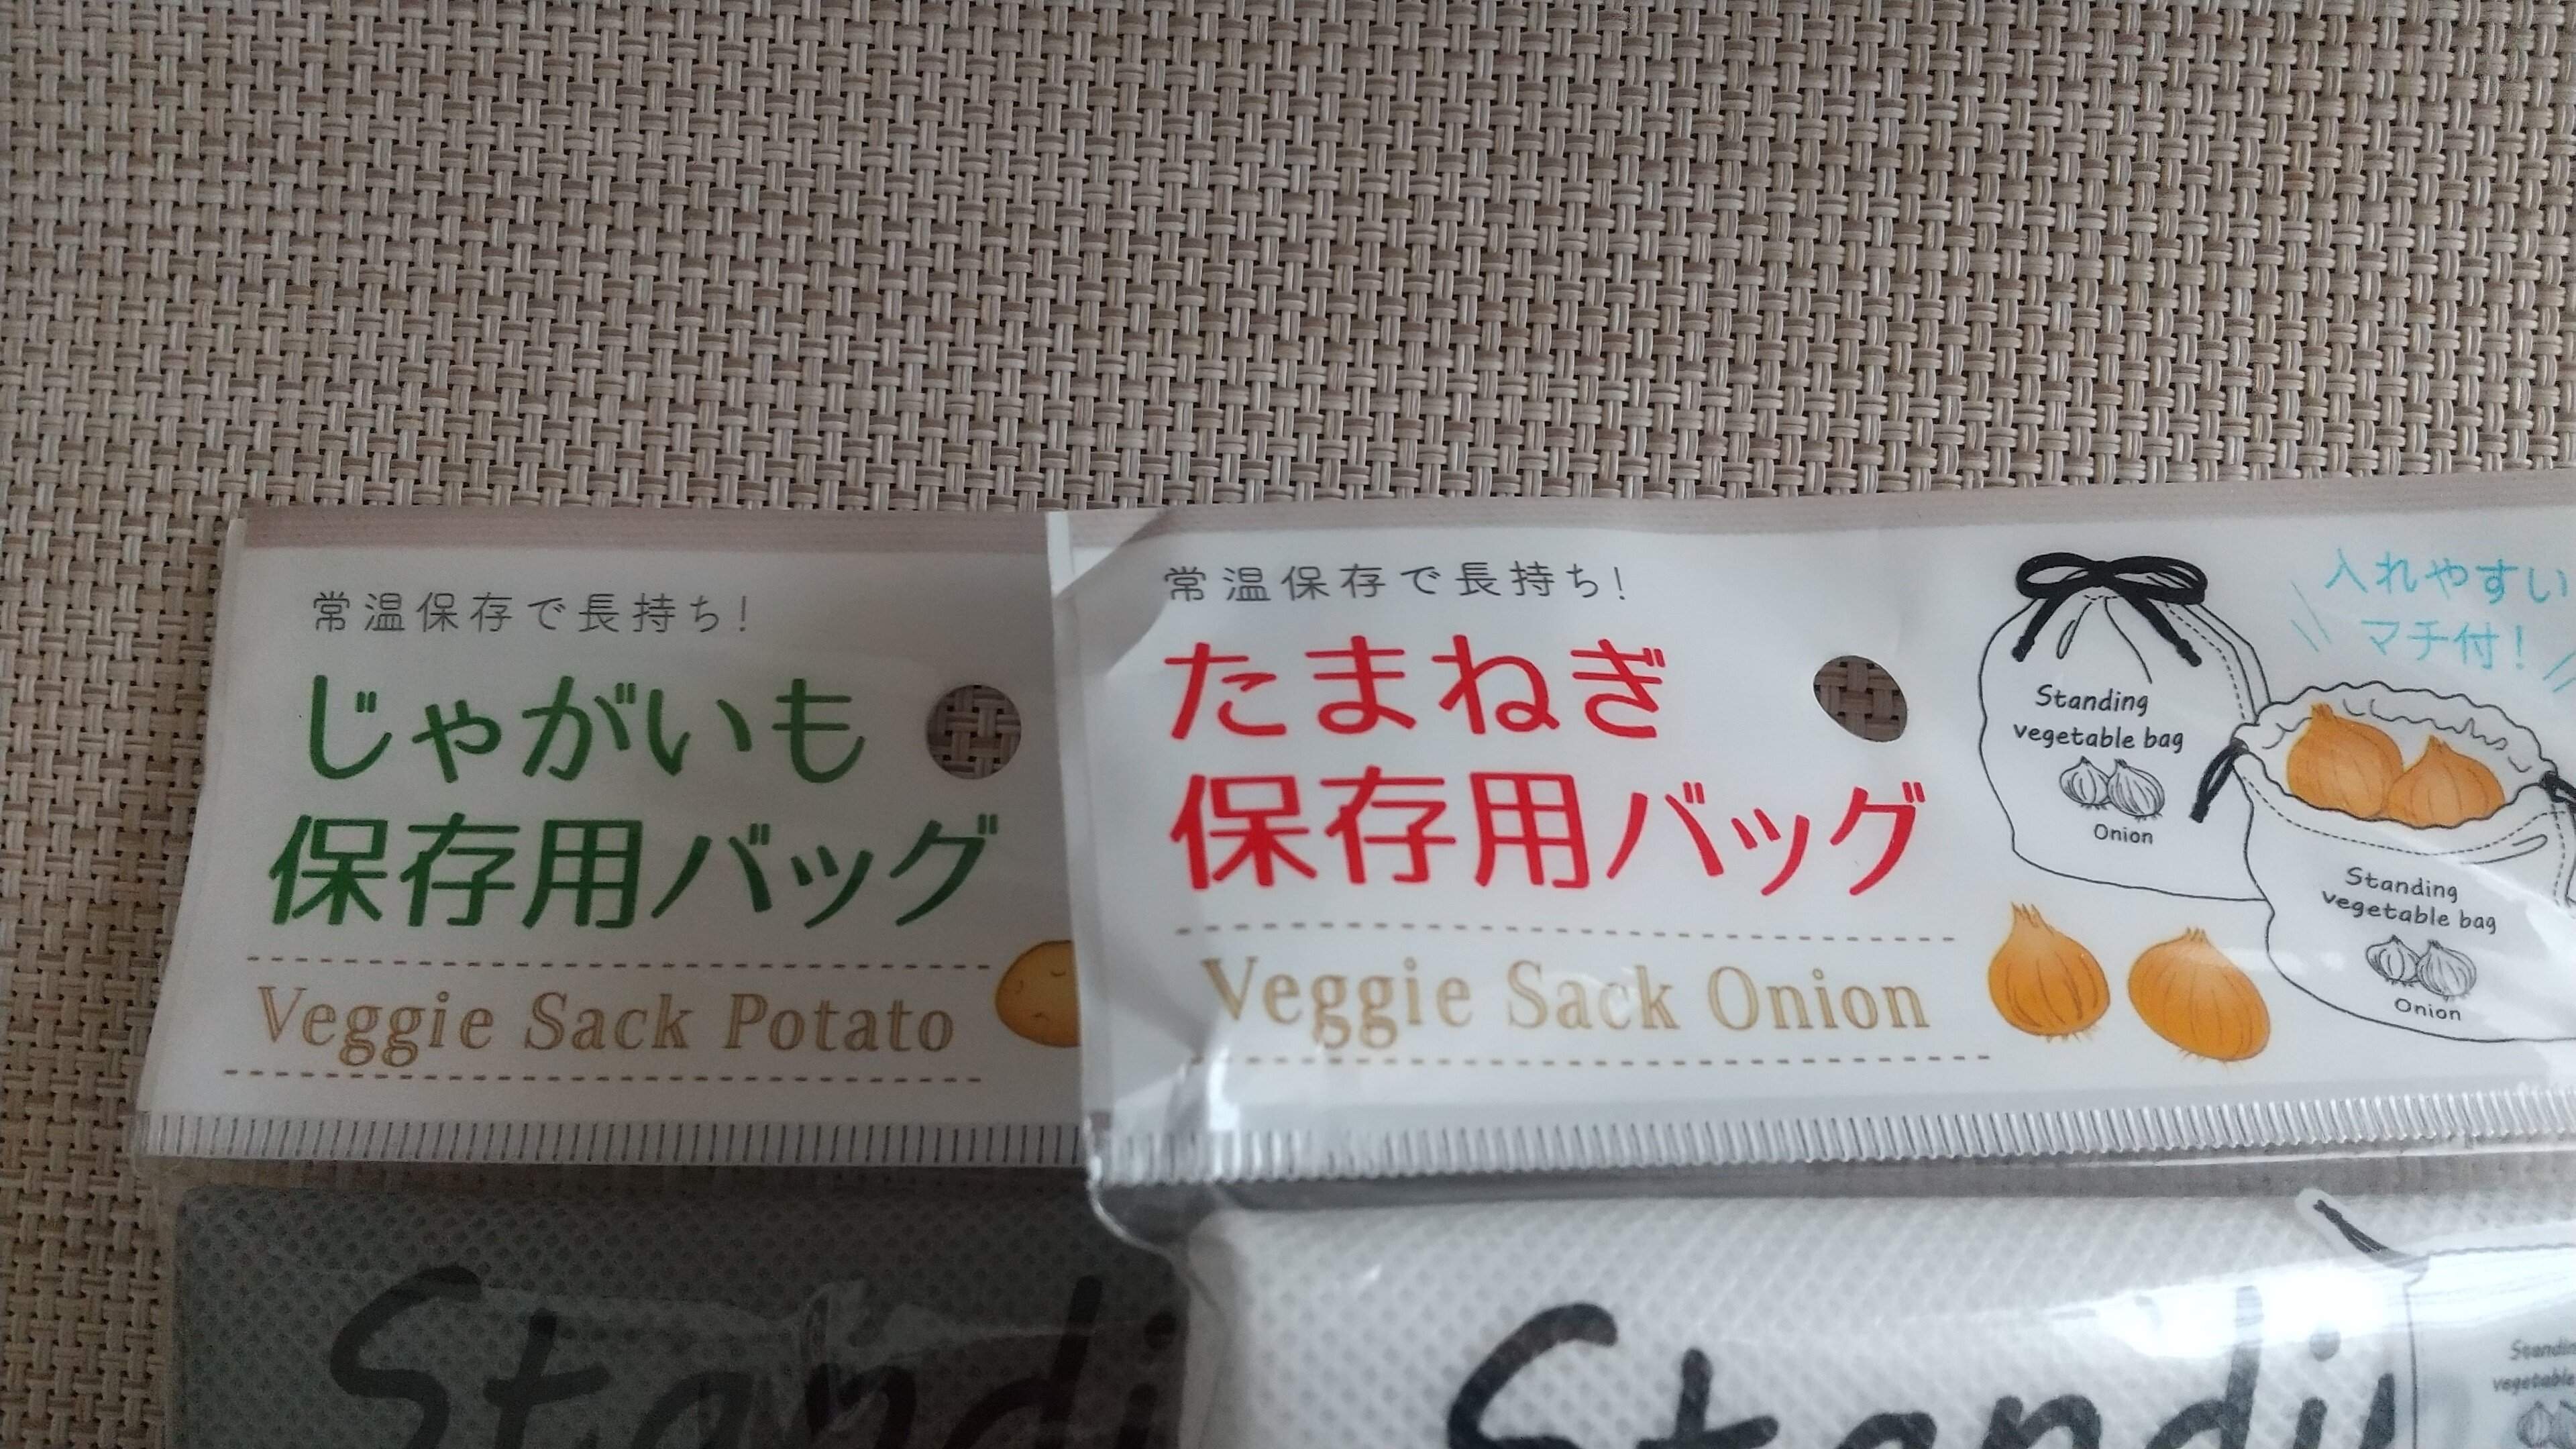 常温保存で長持ち!
じゃがいも
保存用バッグ
Veggie Sack Potato
常温保存で長持ち!
たまねぎ
保存用バッグ
Veggie Sack Onion
入れやすい
マチ付!
Standing
vegetable bag
Onion
Standing
vegetable bag
Onion